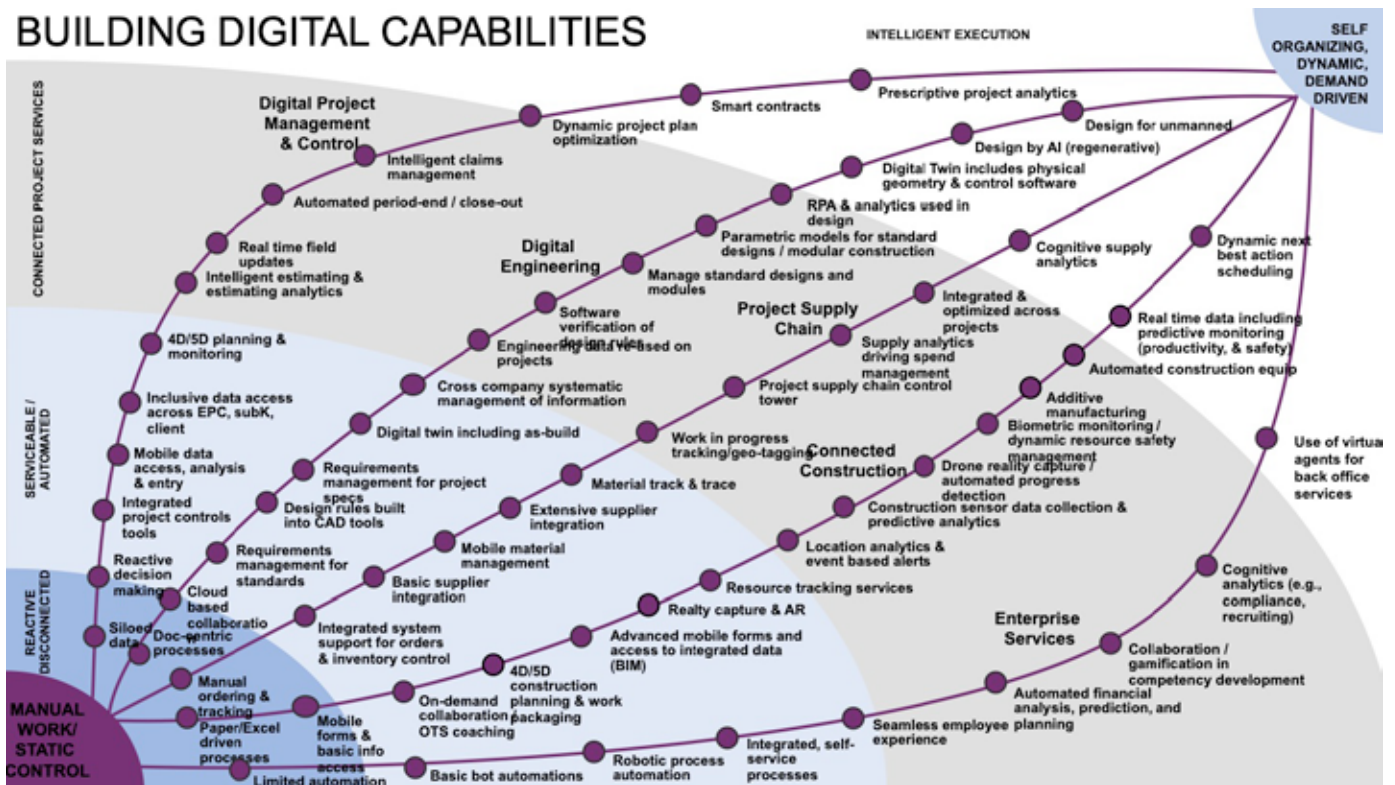 BUILDING DIGITAL CAPABILITIES
INTELLIGENT EXECUTION
SELF
ORGANIZING,
DYNAMIC,
DEMAND
DRIVEN
CONNECTED PROJECT SERVICES
SERVICEABLE /
AUTOMATED
REACTIVE
DISCONNECTED
MANUAL
WORK/
STATIC
CONTROL
Digital Project
Management
& Control
Prescriptive project analytics
Smart contracts
Dynamic project plan
optimization
Intelligent claims
management
Automated period-end / close-out
Real time field
updates
Intelligent estimating &
estimating analytics
4D/5D planning &
monitoring
Inclusive data access
across EPC, subK,
client
Mobile data
access, analysis
& entry
Integrated
project controls
tools
Reactive
decision
making
Siloed
data
Digital
Engineering
Design for unmanned
Design by AI (regenerative)
Digital Twin includes physical
geometry & control software
RPA & analytics used in
design
Parametric models for standard
designs / modular construction
Manage standard designs and
modules
Software
verification of
design rules
Engineering data re-used on
projects
Cross company systematic
management of information
Digital twin including as-build
Requirements
management for project
specs
Design rules built
into CAD tools
Requirements
management for
standards
Cloud
based
collaboratio
n
Doc-centric
processes
Project Supply
Chain
Cognitive supply
analytics
Integrated &
optimized across
projects
Supply analytics
driving spend
management
Project supply chain control
tower
Work in progress
tracking/geo-tagging
Material track & trace
Extensive supplier
integration
Mobile material
management
Basic supplier
integration
Integrated system
support for orders
& inventory control
Manual
ordering &
tracking
Connected
Construction
Dynamic next
best action
scheduling
Real time data including
predictive monitoring
(productivity, & safety)
Automated construction equip
Additive
manufacturing
Biometric monitoring /
dynamic resource safety
management
Drone reality capture /
automated progress
detection
Construction sensor data collection &
predictive analytics
Location analytics &
event based alerts
Resource tracking services
Realty capture & AR
Advanced mobile forms and
access to integrated data
(BIM)
4D/5D
construction
planning & work
packaging
On-demand
collaboration /
OTS coaching
Mobile
forms &
basic info
access
Paper/Excel
driven
processes
Enterprise
Services
Use of virtual
agents for
back office
services
Cognitive
analytics (e.g.,
compliance,
recruiting)
Collaboration /
gamification in
competency development
Automated financial
analysis, prediction, and
planning
Seamless employee
experience
Integrated, self-
service
processes
Robotic process
automation
Basic bot automations
Limited automation